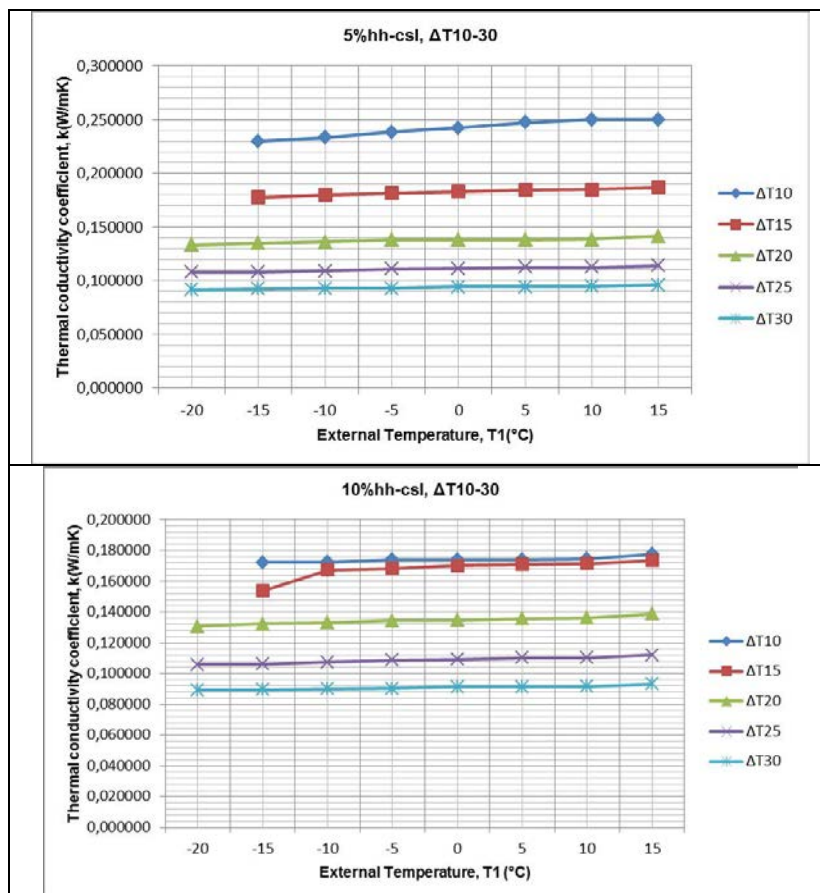 5%hh-csl, ΔT10-30
Thermal coductivity coefficient, k(W/mK)
0,300000
0,250000
0,200000
0,150000
0,100000
0,050000
0,000000
-20 -15 -10 -5 0 5 10 15
External Temperature, T1(°C)
ΔT10
ΔT15
ΔT20
ΔT25
ΔT30
10%hh-csl, ΔT10-30
Thermal conductivity coefficient, k(W/mK)
0,200000
0,180000
0,160000
0,140000
0,120000
0,100000
0,080000
0,060000
0,040000
0,020000
0,000000
-20 -15 -10 -5 0 5 10 15
External Temperature, T1(°C)
ΔT10
ΔT15
ΔT20
ΔT25
ΔT30